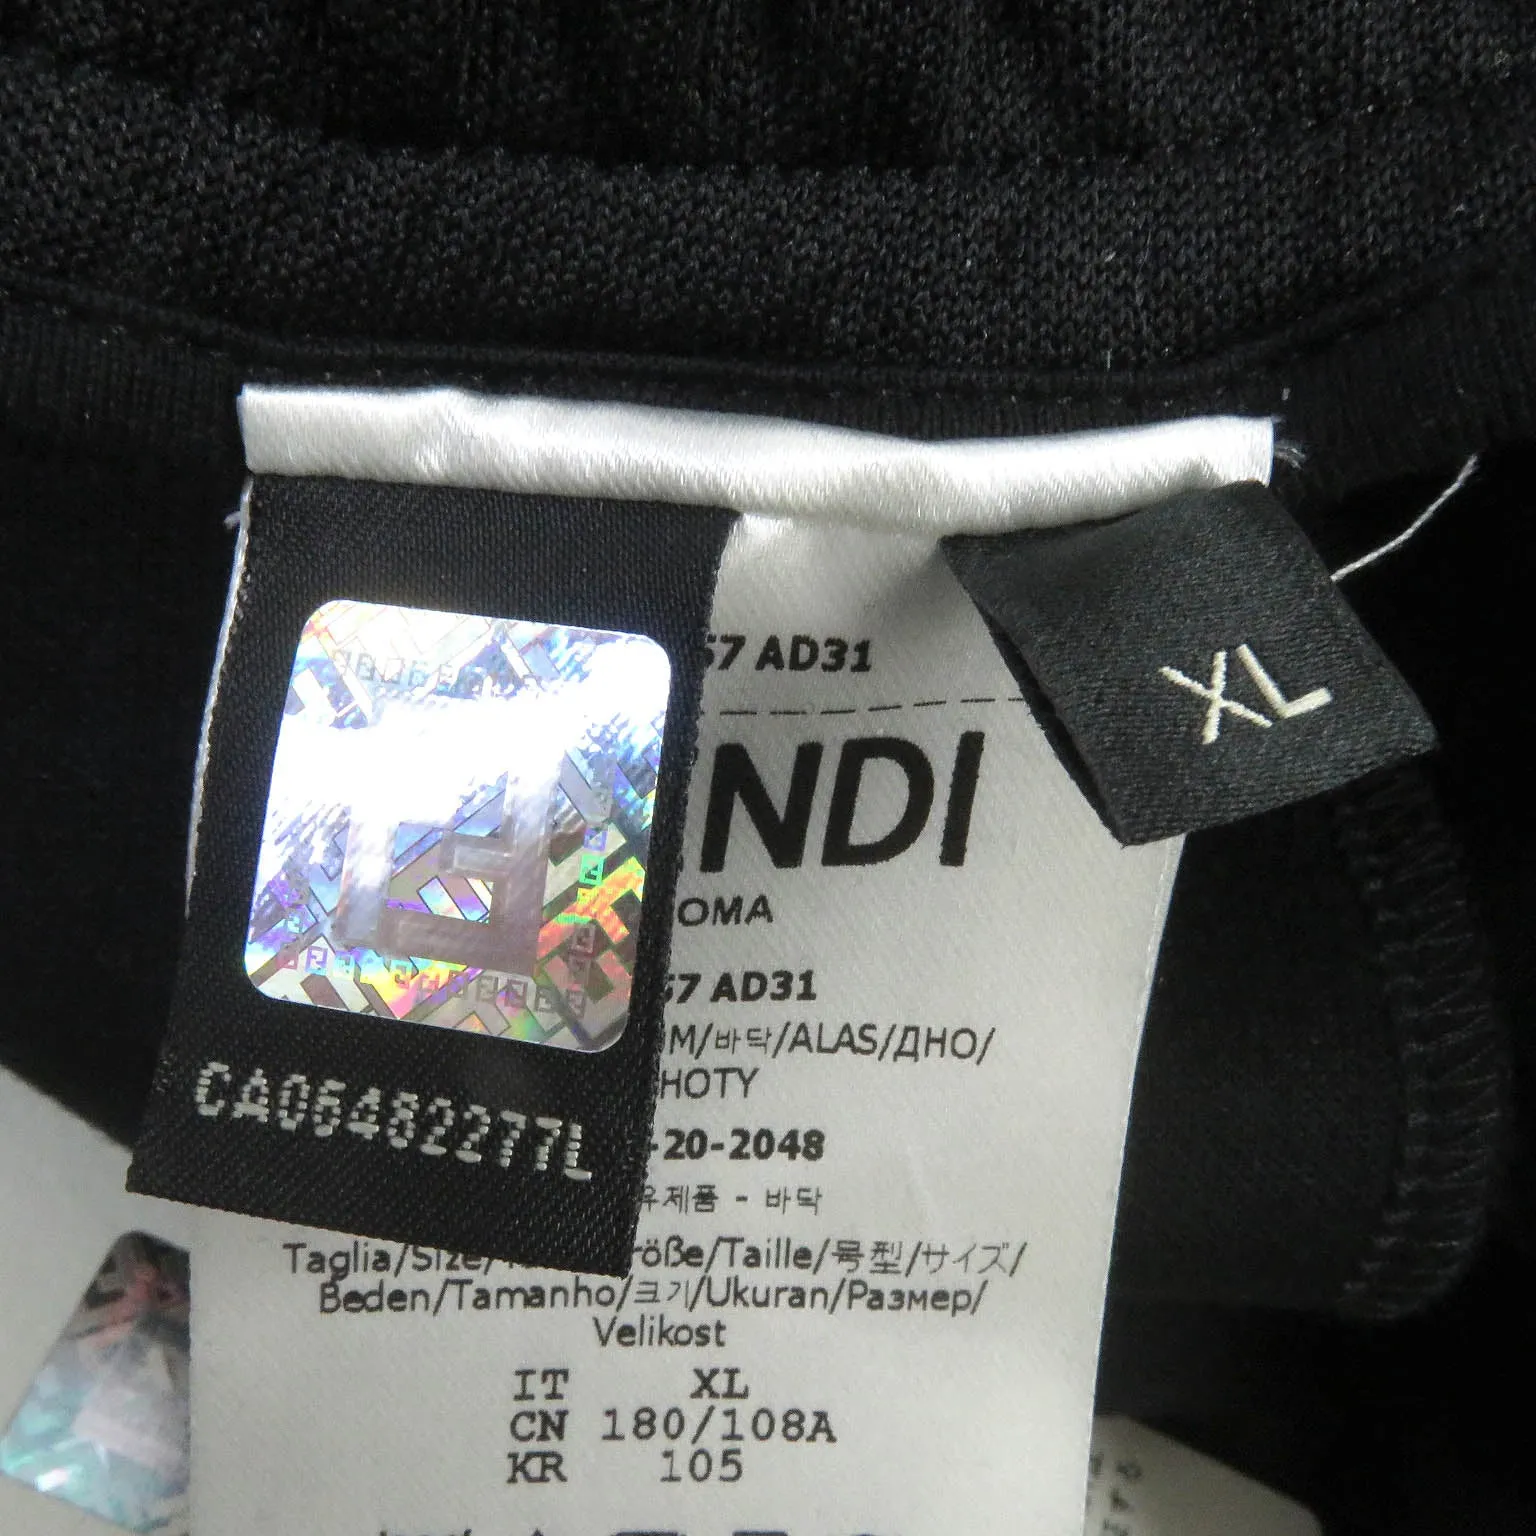 57 AD31
XL
NDI
OMA
57 AD31
M/바닥/ALAS/ДНО/
HOTY
CA06482277L
-20-2048
유제품 - 바닥
Taglia/Size/ röße/Taille/号型/サイズ/
Beden/Tamanho/크기/Ukuran/Размер/
Velikost
IT XL
CN 180/108A
KR 105